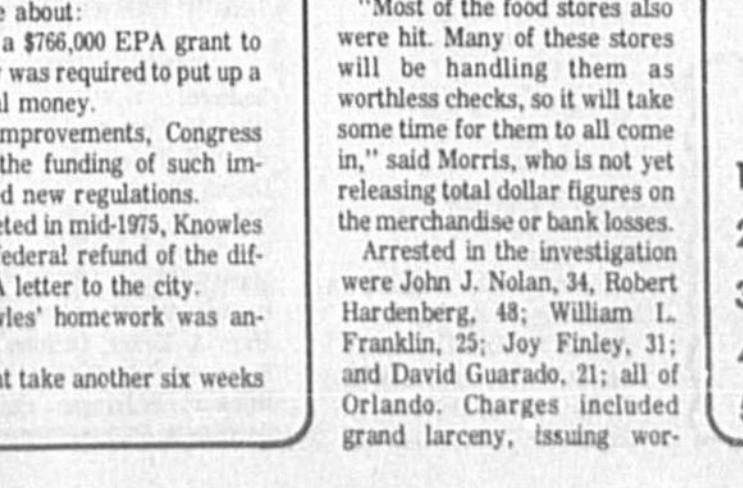 e about:
a $766,000 EPA grant to
was required to put up a
al money.
mprovements, Congress
the funding of such im-
d new regulations.
eted in mid-1975, Knowles
federal refund of the dif-
A letter to the city.
wles' homework was an-
at take another six weeks
"Most of the food stores also
were hit. Many of these stores
will be handling them as
worthless checks, so it will take
some time for them to all come
in," said Morris, who is not yet
releasing total dollar figures on
the merchandise or bank losses.
Arrested in the investigation
were John J. Nolan, 34, Robert
Hardenberg, 48; William L.
Franklin, 25; Joy Finley, 31;
and David Guarado, 21; all of
Orlando. Charges included
grand larceny, issuing wor-